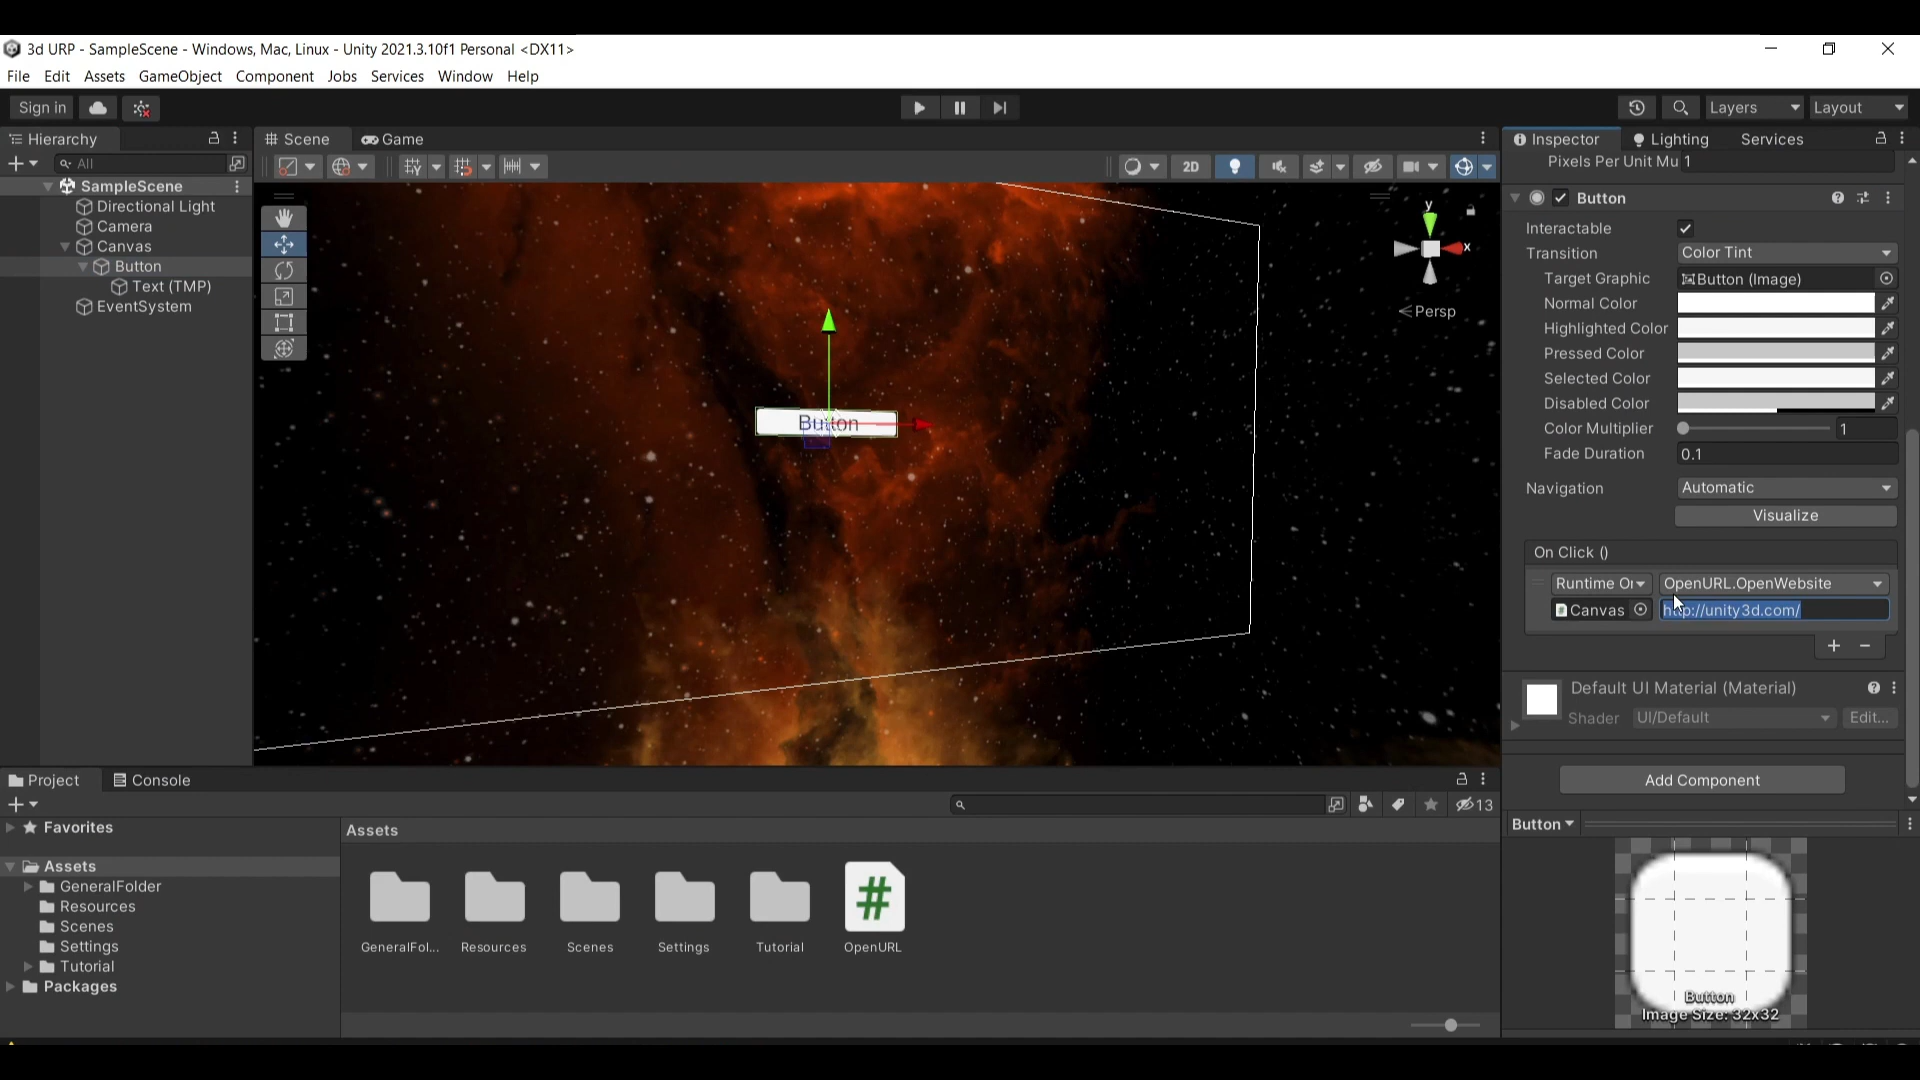 3d URP - SampleScene - Windows, Mac, Linux - Unity 2021.3.10f1 Personal <DX11>
File Edit Assets GameObject Component Jobs Services Window Help
Sign in
Layers
Layout
Hierarchy
All
SampleScene
Directional Light
Camera
Canvas
Button
Text (TMP)
EventSystem
Scene
Game
2D
y
x
Persp
Button
Inspector
Lighting
Services
Pixels Per Unit Mu 1
Button
Interactable
Transition Color Tint
Target Graphic Button (Image)
Normal Color
Highlighted Color
Pressed Color
Selected Color
Disabled Color
Color Multiplier 1
Fade Duration 0.1
Navigation Automatic
Visualize
On Click ()
Runtime Or OpenURL.OpenWebsite
Canvas http://unity3d.com/
Default UI Material (Material)
Shader UI/Default Edit...
Add Component
Button
Button
Image Size: 32x32
Project
Console
13
Favorites
Assets
GeneralFolder
Resources
Scenes
Settings
Tutorial
Packages
Assets
GeneralFol... Resources Scenes Settings Tutorial OpenURL